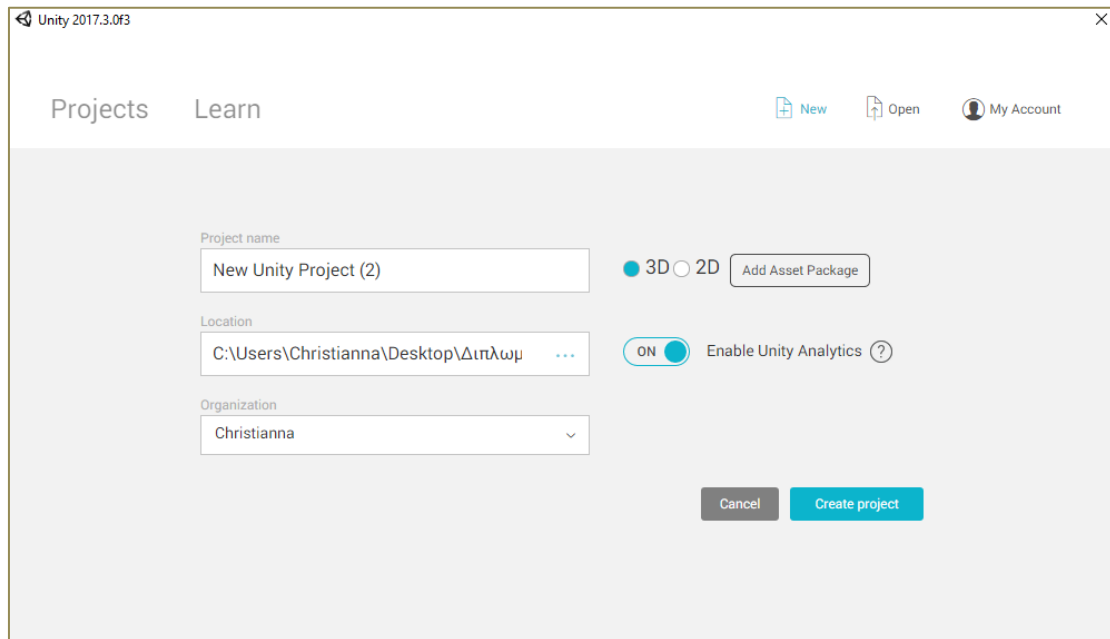 Unity 2017.3.0f3
Projects Learn New Open My Account
Project name
New Unity Project (2)
3D 2D Add Asset Package
Location
C:\Users\Christianna\Desktop\Διπλωμ ...
ON Enable Unity Analytics ?
Organization
Christianna
Cancel Create project